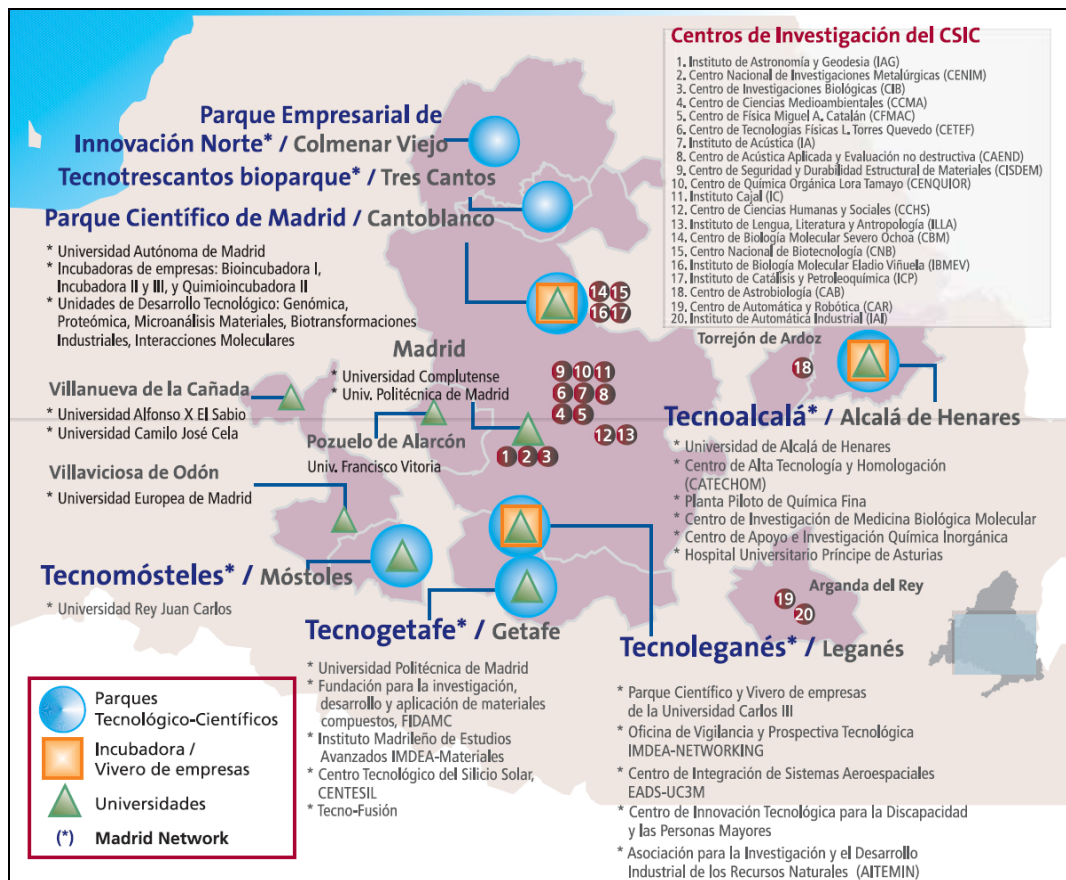 Centros de Investigación del CSIC
1. Instituto de Astronomía y Geodesia (IAG)
2. Centro Nacional de Investigaciones Metalúrgicas (CENIM)
3. Centro de Investigaciones Biológicas (CIB)
4. Centro de Ciencias Medioambientales (CCMA)
5. Centro de Física Miguel A. Catalán (CFMAC)
6. Centro de Tecnologías Físicas L. Torres Quevedo (CETEF)
7. Instituto de Acústica (IA)
8. Centro de Acústica Aplicada y Evaluación no destructiva (CAEND)
9. Centro de Seguridad y Durabilidad Estructural de Materiales (CISDEM)
10. Centro de Química Orgánica Lora Tamayo (CENQUIOR)
11. Instituto Cajal (IC)
12. Centro de Ciencias Humanas y Sociales (CCHS)
13. Instituto de Lengua, Literatura y Antropología (ILLA)
14. Centro de Biología Molecular Severo Ochoa (CBM)
15. Centro Nacional de Biotecnología (CNB)
16. Instituto de Biología Molecular Eladio Viñuela (IBMEV)
17. Instituto de Catálisis y Petroleoquímica (ICP)
18. Centro de Astrobiología (CAB)
19. Centro de Automática y Robótica (CAR)
20. Instituto de Automática Industrial (IAI)
Parque Empresarial de
Innovación Norte* / Colmenar Viejo
Tecnotrescantos bioparque* / Tres Cantos
Parque Científico de Madrid / Cantoblanco
* Universidad Autónoma de Madrid
* Incubadoras de empresas: Bioincubadora I,
Incubadora II y III, y Quimioincubadora II
* Unidades de Desarrollo Tecnológico: Genómica,
Proteómica, Microanálisis Materiales, Biotransformaciones
Industriales, Interacciones Moleculares
14 15
16 17
Madrid
* Universidad Complutense
* Univ. Politécnica de Madrid
9 10 11
6 7 8
4 5
12 13
1 2 3
Torrejón de Ardoz
18
Villanueva de la Cañada
* Universidad Alfonso X El Sabio
* Universidad Camilo José Cela
Pozuelo de Alarcón
Univ. Francisco Vitoria
Villaviciosa de Odón
* Universidad Europea de Madrid
Tecnoalcalá* / Alcalá de Henares
* Universidad de Alcalá de Henares
* Centro de Alta Tecnología y Homologación
(CATECHOM)
* Planta Piloto de Química Fina
* Centro de Investigación de Medicina Biológica Molecular
* Centro de Apoyo e Investigación Química Inorgánica
* Hospital Universitario Príncipe de Asturias
Tecnomósteles* / Móstoles
* Universidad Rey Juan Carlos
Arganda del Rey
19
20
Tecnogetafe* / Getafe
* Universidad Politécnica de Madrid
* Fundación para la investigación,
desarrollo y aplicación de materiales
compuestos, FIDAMC
* Instituto Madrileño de Estudios
Avanzados IMDEA-Materiales
* Centro Tecnológico del Silicio Solar,
CENTESIL
* Tecno-Fusión
Tecnoleganés* / Leganés
* Parque Científico y Vivero de empresas
de la Universidad Carlos III
* Oficina de Vigilancia y Prospectiva Tecnológica
IMDEA-NETWORKING
* Centro de Integración de Sistemas Aeroespaciales
EADS-UC3M
* Centro de Innovación Tecnológica para la Discapacidad
y las Personas Mayores
* Asociación para la Investigación y el Desarrollo
Industrial de los Recursos Naturales (AITEMIN)
Parques
Tecnológico-Científicos
Incubadora /
Vivero de empresas
Universidades
(*) Madrid Network